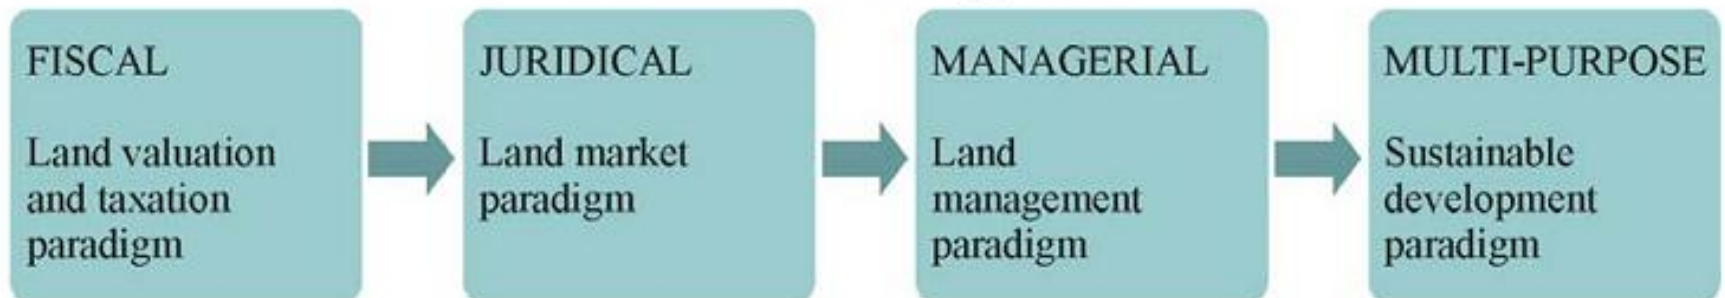 FISCAL
Land valuation
and taxation
paradigm
JURIDICAL
Land market
paradigm
MANAGERIAL
Land
management
paradigm
MULTI-PURPOSE
Sustainable
development
paradigm